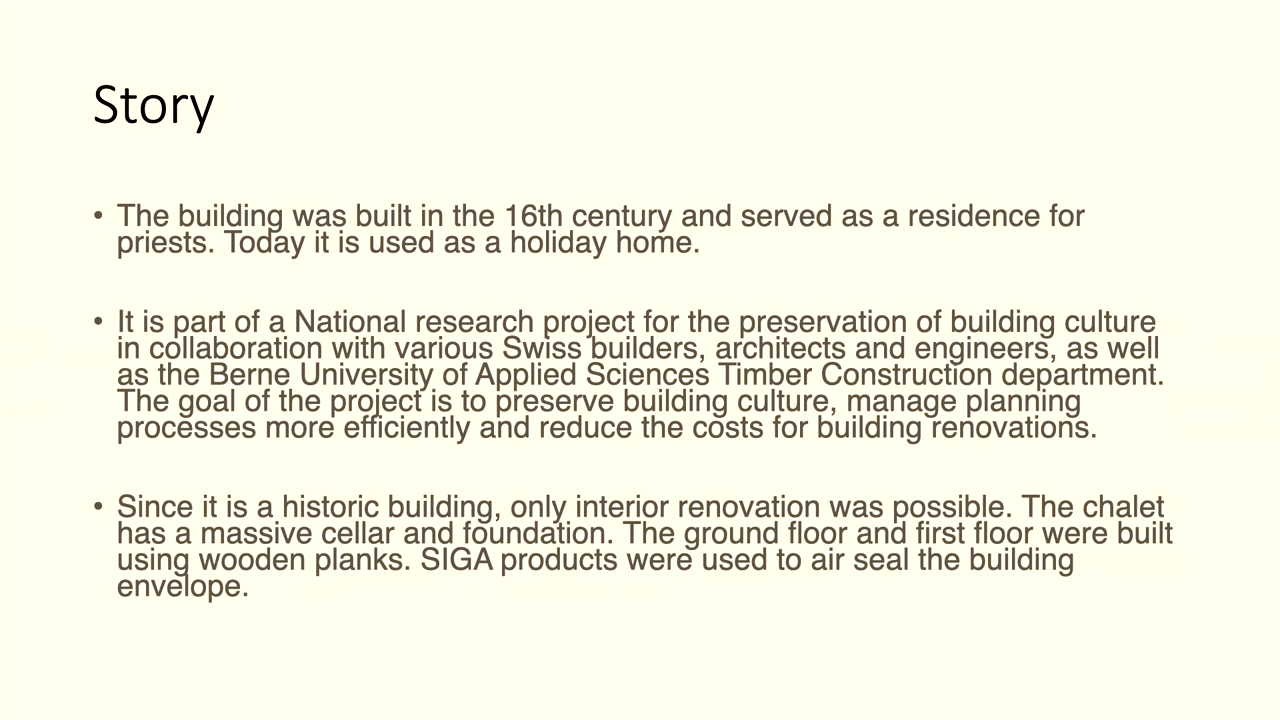 Story
• The building was built in the 16th century and served as a residence for
priests. Today it is used as a holiday home.
• It is part of a National research project for the preservation of building culture
in collaboration with various Swiss builders, architects and engineers, as well
as the Berne University of Applied Sciences Timber Construction department.
The goal of the project is to preserve building culture, manage planning
processes more efficiently and reduce the costs for building renovations.
• Since it is a historic building, only interior renovation was possible. The chalet
has a massive cellar and foundation. The ground floor and first floor were built
using wooden planks. SIGA products were used to air seal the building
envelope.